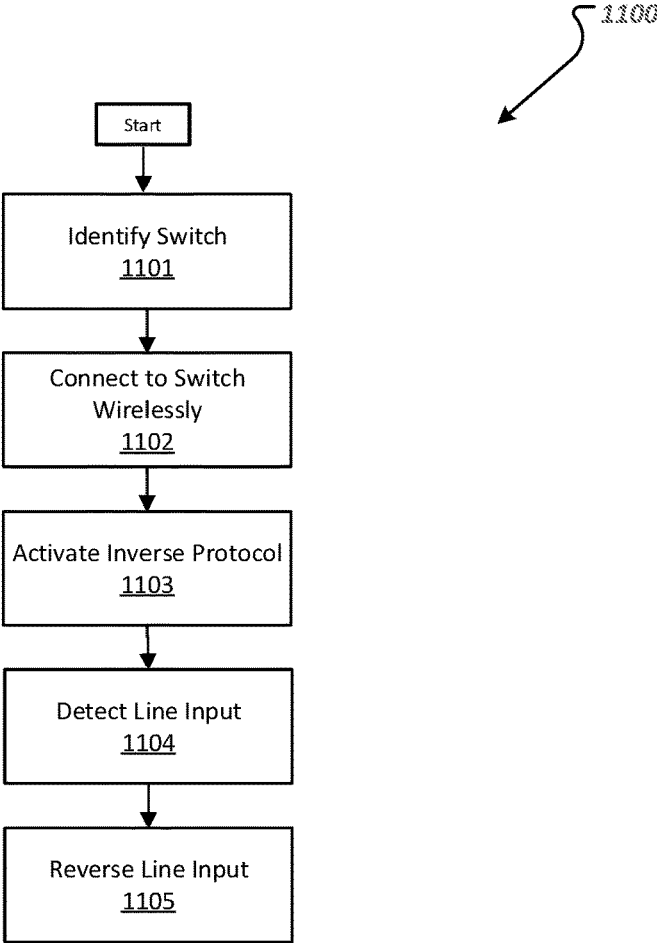 1100
Start
Identify Switch
1101
Connect to Switch
Wirelessly
1102
Activate Inverse Protocol
1103
Detect Line Input
1104
Reverse Line Input
1105